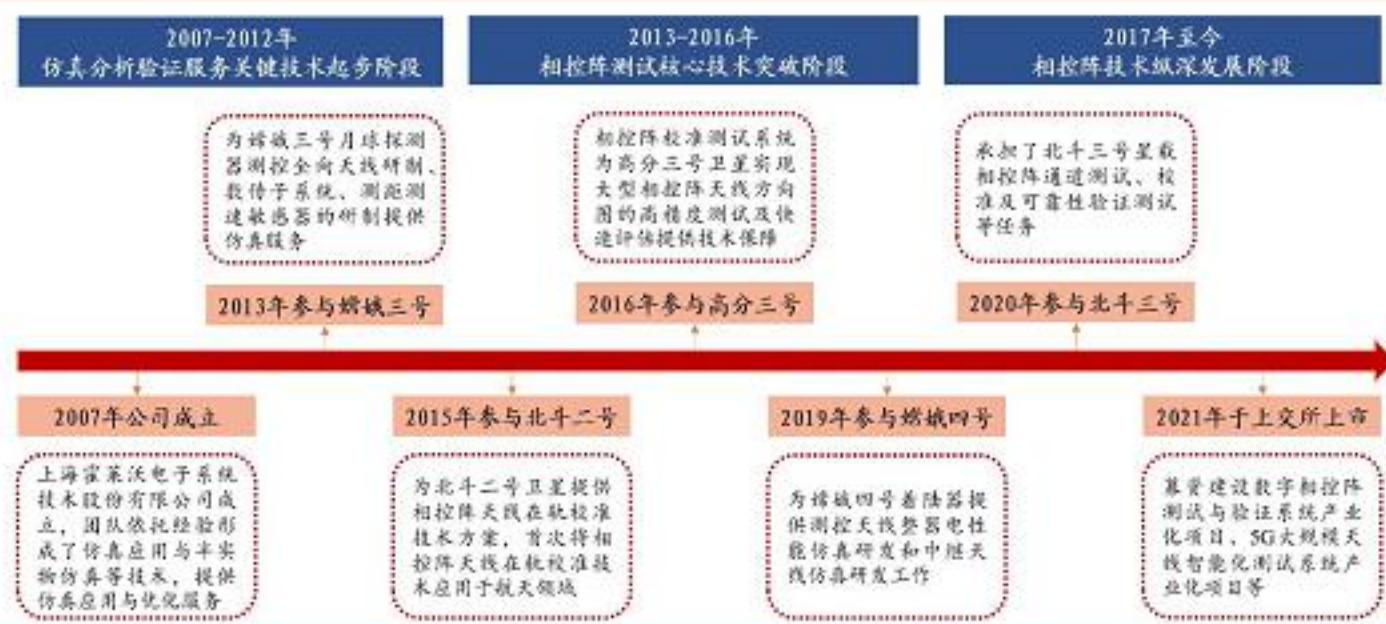 2007-2012年
仿真分析验证服务关键技术起步阶段
2013-2016年
相控阵测试核心技术突破阶段
2017年至今
相控阵技术纵深发展阶段
为嫦娥三号月球探测
器测控全向天线研制、
数传子系统、测距测
速敏感器的研制提供
仿真服务
相控阵校准测试系统
为高分三号卫星实现
大型相控阵天线方向
图的高精度测试及快
速评估提供技术保障
承担了北斗三号星载
相控阵通道测试、校
准及可靠性验证测试
等任务
2013年参与嫦娥三号
2016年参与高分三号
2020年参与北斗三号
2007年公司成立
2015年参与北斗二号
2019年参与嫦娥四号
2021年于上交所上市
上海霍莱沃电子系统
技术股份有限公司成
立，团队依托经验形
成了仿真应用与半实
物仿真等技术，提供
仿真应用与优化服务
为北斗二号卫星提供
相控阵天线在轨校准
技术方案，首次将相
控阵天线在轨校准技
术应用于航天领域
为嫦娥四号着陆器提
供测控天线整器电性
能仿真研发和中继天
线仿真研发工作
募资建设数字相控阵
测试与验证系统产业
化项目、5G大规模天
线智能化测试系统产
业化项目等